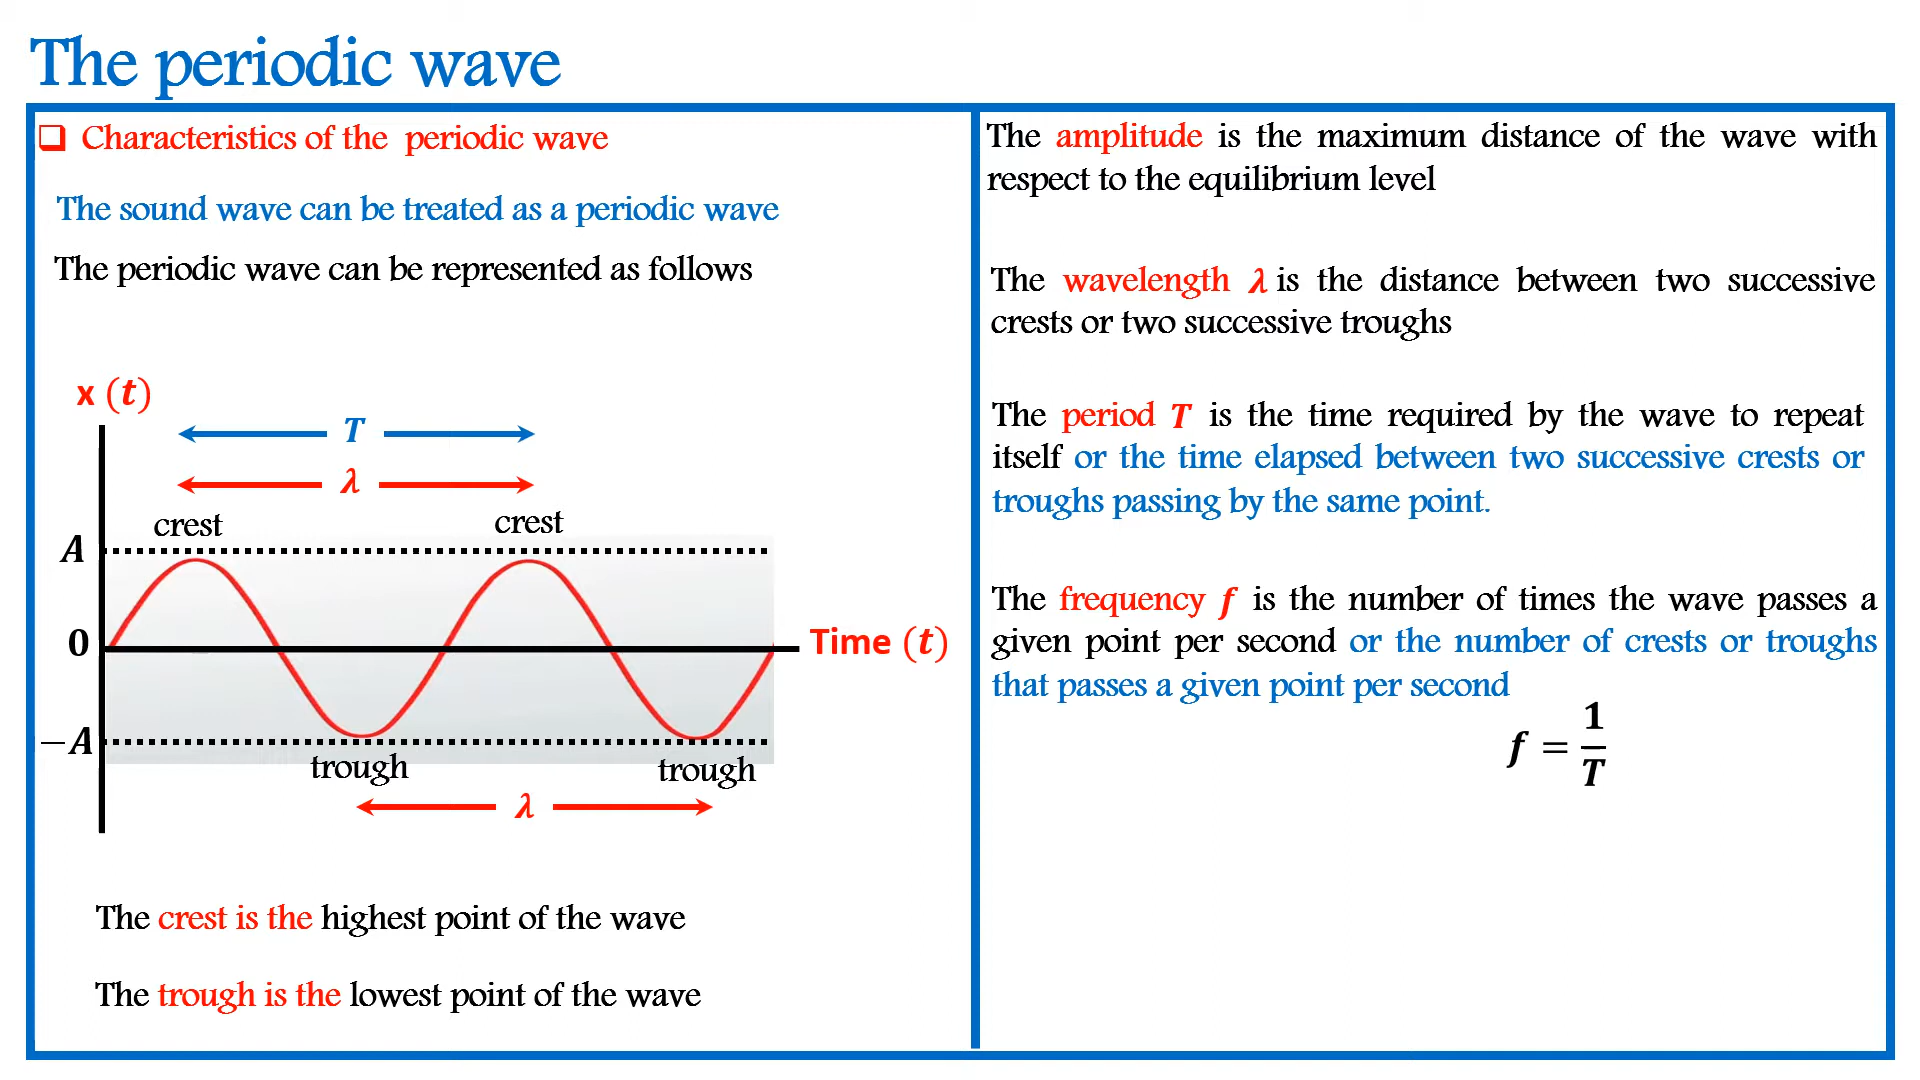 The periodic wave
❑ Characteristics of the periodic wave
The sound wave can be treated as a periodic wave
The periodic wave can be represented as follows
x (t)
T
λ
crest
crest
A
0
Time (t)
−A
trough
trough
λ
The crest is the highest point of the wave
The trough is the lowest point of the wave
The amplitude is the maximum distance of the wave with
respect to the equilibrium level
The wavelength λ is the distance between two successive
crests or two successive troughs
The period T is the time required by the wave to repeat
itself or the time elapsed between two successive crests or
troughs passing by the same point.
The frequency f is the number of times the wave passes a
given point per second or the number of crests or troughs
that passes a given point per second
f = 1/T